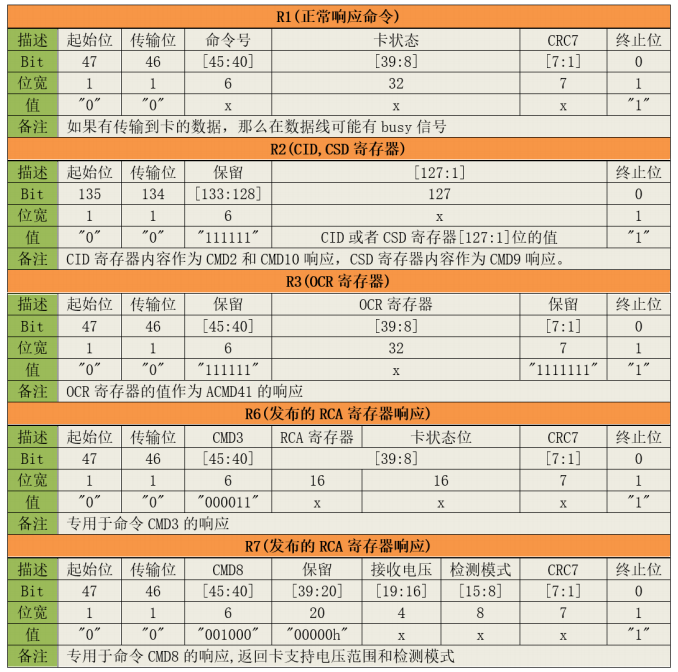 R1(正常响应命令)
描述 起始位 传输位 命令号 卡状态 CRC7 终止位
Bit 47 46 [45:40] [39:8] [7:1] 0
位宽 1 1 6 32 7 1
值 "0" "0" x x x "1"
备注 如果有传输到卡的数据，那么在数据线可能有 busy 信号
R2(CID,CSD 寄存器)
描述 起始位 传输位 保留 [127:1] 终止位
Bit 135 134 [133:128] 127 0
位宽 1 1 6 x 1
值 "0" "0" "111111" CID 或者 CSD 寄存器[127:1]位的值 "1"
备注 CID 寄存器内容作为 CMD2 和 CMD10 响应，CSD 寄存器内容作为 CMD9 响应。
R3(OCR 寄存器)
描述 起始位 传输位 保留 OCR 寄存器 保留 终止位
Bit 47 46 [45:40] [39:8] [7:1] 0
位宽 1 1 6 32 7 1
值 "0" "0" "111111" x "1111111" "1"
备注 OCR 寄存器的值作为 ACMD41 的响应
R6(发布的 RCA 寄存器响应)
描述 起始位 传输位 CMD3 RCA 寄存器 卡状态位 CRC7 终止位
Bit 47 46 [45:40] [39:8] [7:1] 0
位宽 1 1 6 16 16 7 1
值 "0" "0" "000011" x x x "1"
备注 专用于命令 CMD3 的响应
R7(发布的 RCA 寄存器响应)
描述 起始位 传输位 CMD8 保留 接收电压 检测模式 CRC7 终止位
Bit 47 46 [45:40] [39:20] [19:16] [15:8] [7:1] 0
位宽 1 1 6 20 4 8 7 1
值 "0" "0" "001000" "00000h" x x x "1"
备注 专用于命令 CMD8 的响应,返回卡支持电压范围和检测模式